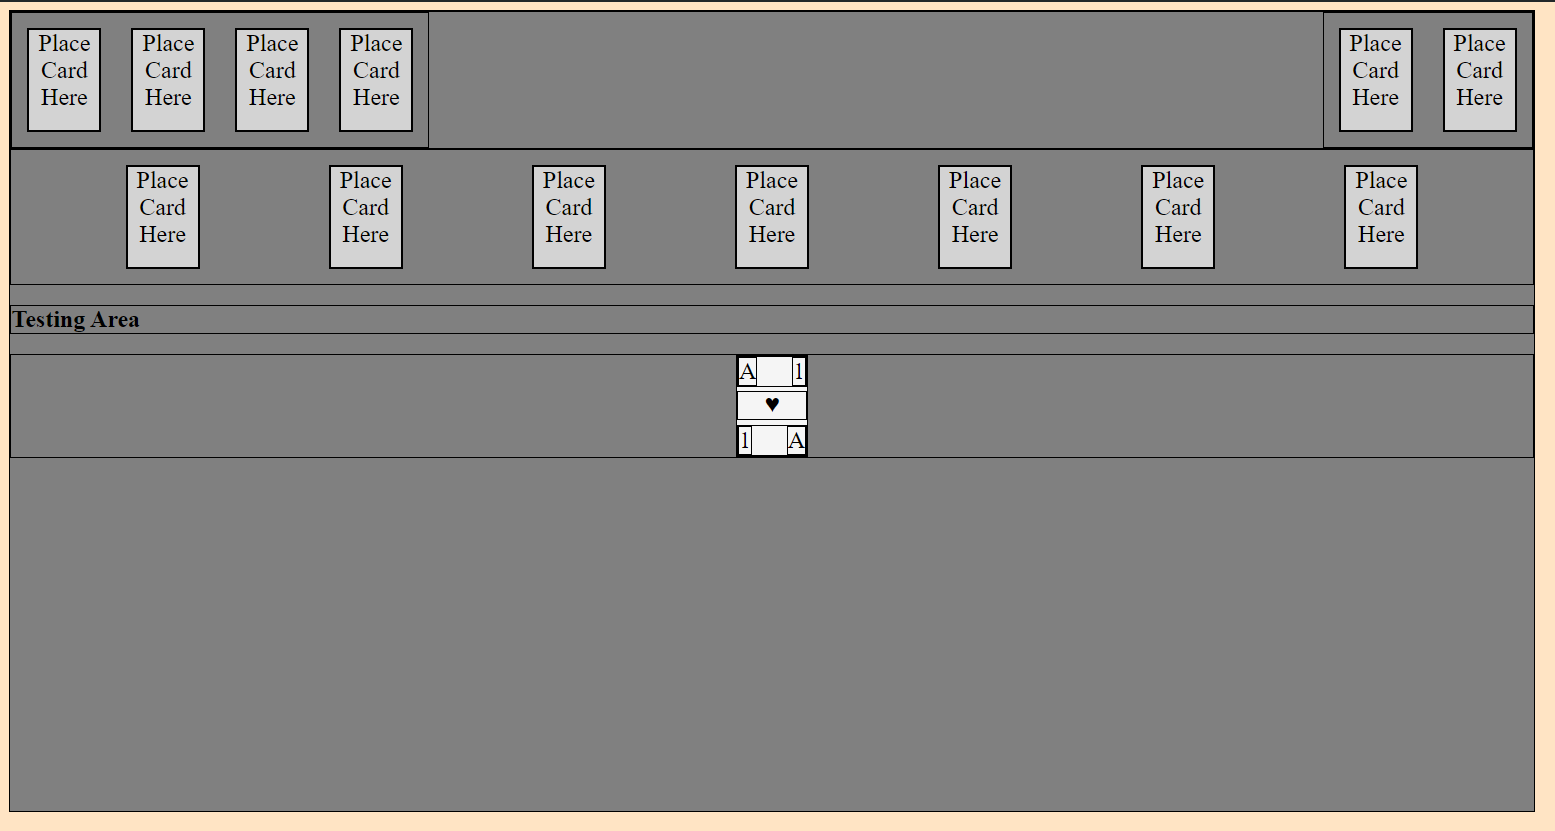 Place Place Place Place Place Place
Card Card Card Card Card Card
Here Here Here Here Here Here
Place Place Place Place Place Place Place
Card Card Card Card Card Card Card
Here Here Here Here Here Here Here
Testing Area
A 1
♥
1 A